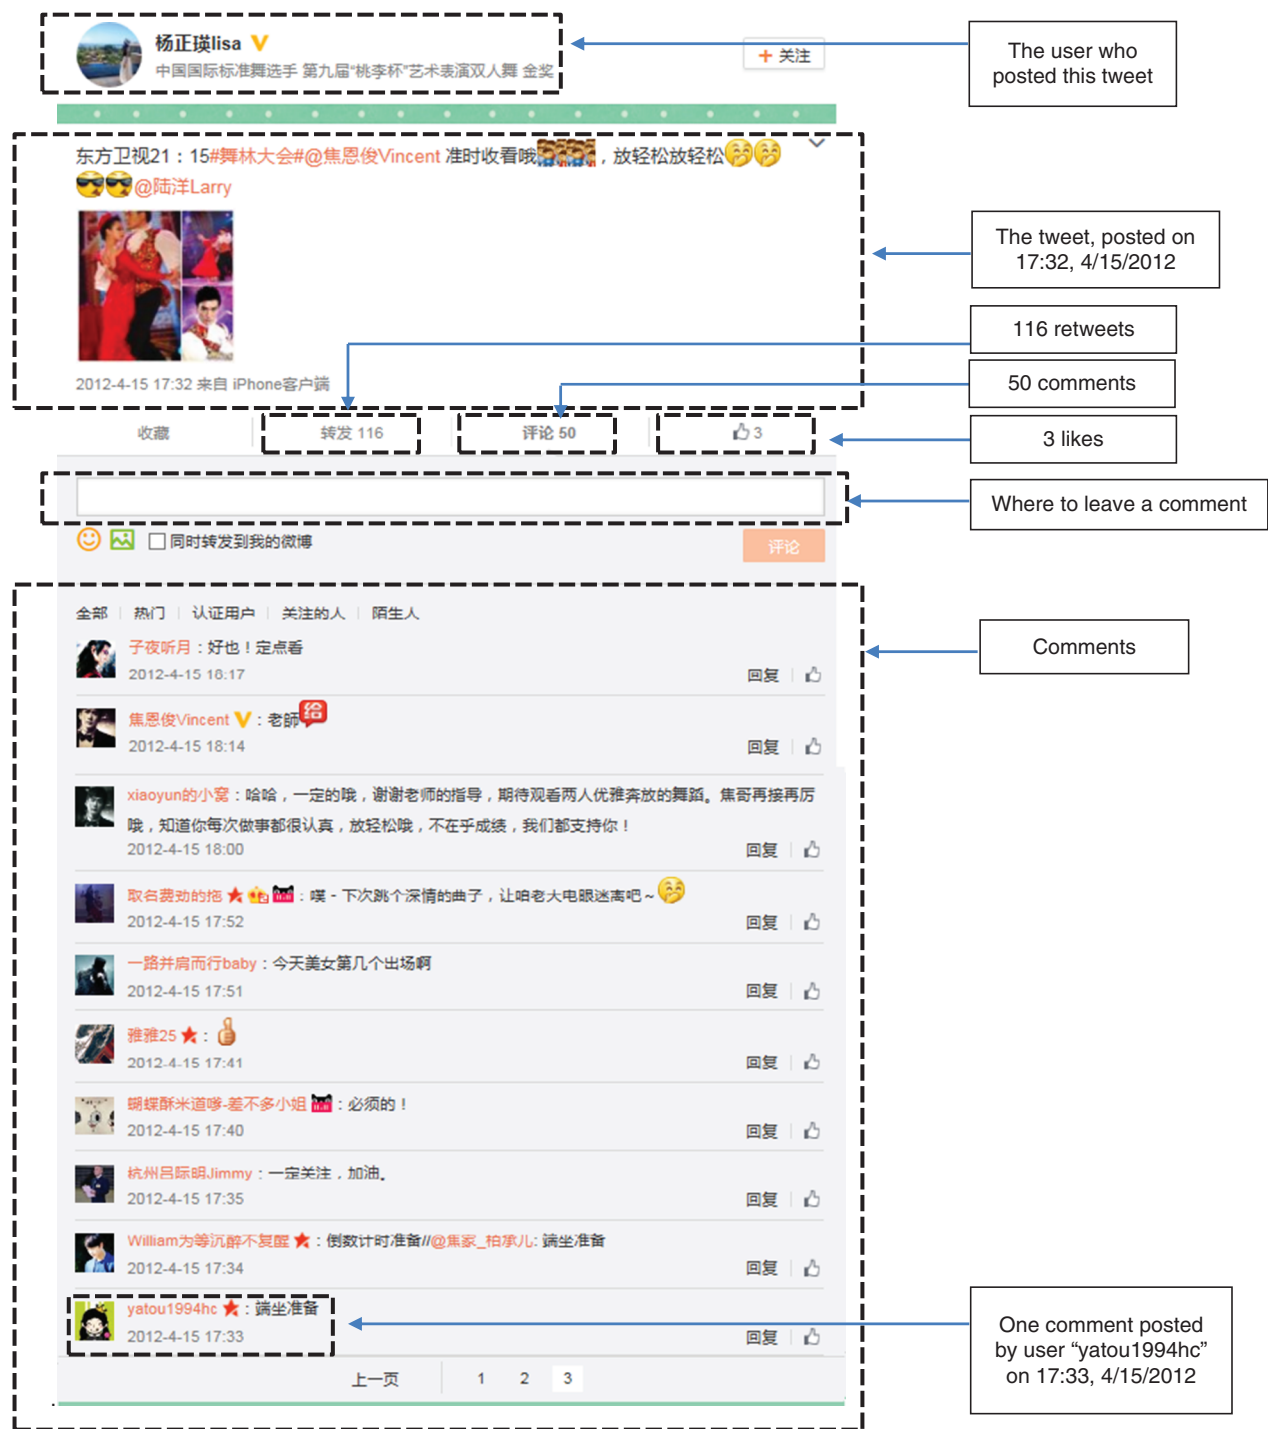 杨正瑛lisa
中国国际标准舞选手 第九届“桃李杯”艺术表演双人舞 金奖
+ 关注
The user who
posted this tweet
东方卫视21：15#舞林大会#@焦恩俊Vincent 准时收看哦，放轻松放轻松
@陆洋Larry
The tweet, posted on
17:32, 4/15/2012
2012-4-15 17:32 来自 iPhone客户端
116 retweets
50 comments
3 likes
收藏
转发 116
评论 50
3
Where to leave a comment
同时转发到我的微博
评论
全部 热门 认证用户 关注的人 陌生人
Comments
子夜听月：好也！定点看
2012-4-15 18:17
回复
焦恩俊Vincent：老師给
2012-4-15 18:14
回复
xiaoyun的小窝：哈哈，一定的哦，谢谢老师的指导，期待观看两人优雅奔放的舞蹈。焦哥再接再厉
哦，知道你每次做事都很认真，放轻松哦，不在乎成绩，我们都支持你！
2012-4-15 18:00
回复
取名费劲的拖：噗 - 下次跳个深情的曲子，让咱老大电眼迷离吧～
2012-4-15 17:52
回复
一路并肩而行baby：今天美女第几个出场啊
2012-4-15 17:51
回复
雅雅25：
2012-4-15 17:41
回复
蝴蝶酥米道嗲-差不多小姐：必须的！
2012-4-15 17:40
回复
杭州吕际明Jimmy：一定关注，加油。
2012-4-15 17:35
回复
William为等沉醉不复醒：倒数计时准备//@焦家_柏承儿: 端坐准备
2012-4-15 17:34
回复
yatou1994hc：端坐准备
2012-4-15 17:33
回复
One comment posted
by user “yatou1994hc”
on 17:33, 4/15/2012
上一页 1 2 3